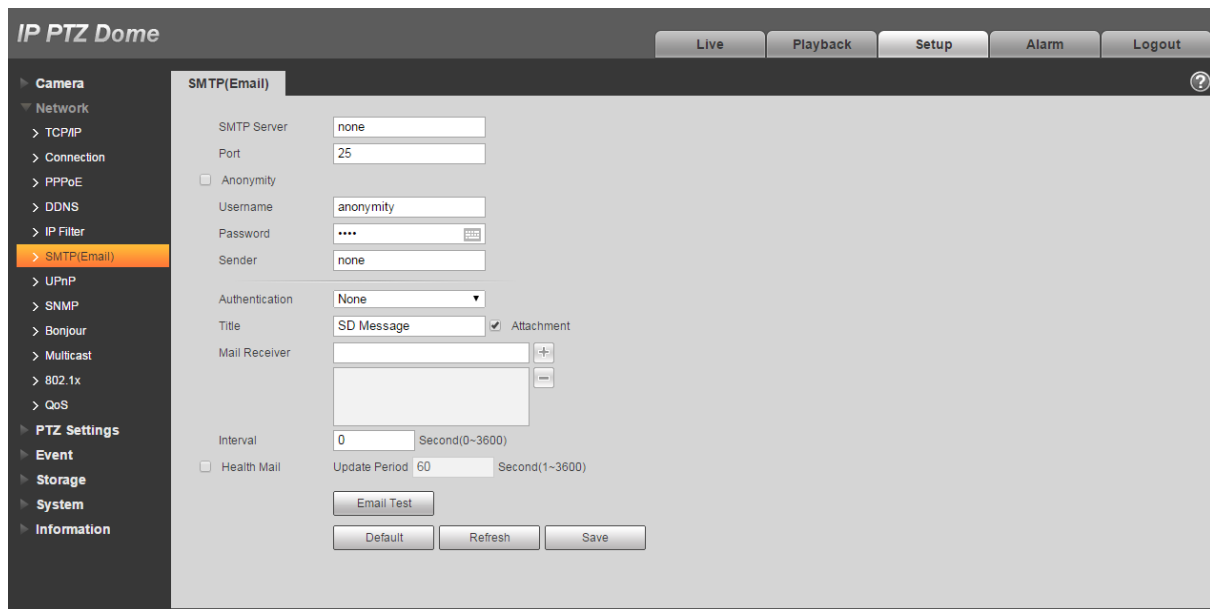 IP PTZ Dome
Live Playback Setup Alarm Logout
Camera
Network
TCP/IP
Connection
PPPoE
DDNS
IP Filter
SMTP(Email)
UPnP
SNMP
Bonjour
Multicast
802.1x
QoS
PTZ Settings
Event
Storage
System
Information
SMTP(Email)
?
SMTP Server none
Port 25
Anonymity
Username anonymity
Password ••••
Sender none
Authentication None
Title SD Message Attachment
Mail Receiver
Interval 0 Second(0~3600)
Health Mail Update Period 60 Second(1~3600)
Email Test
Default Refresh Save